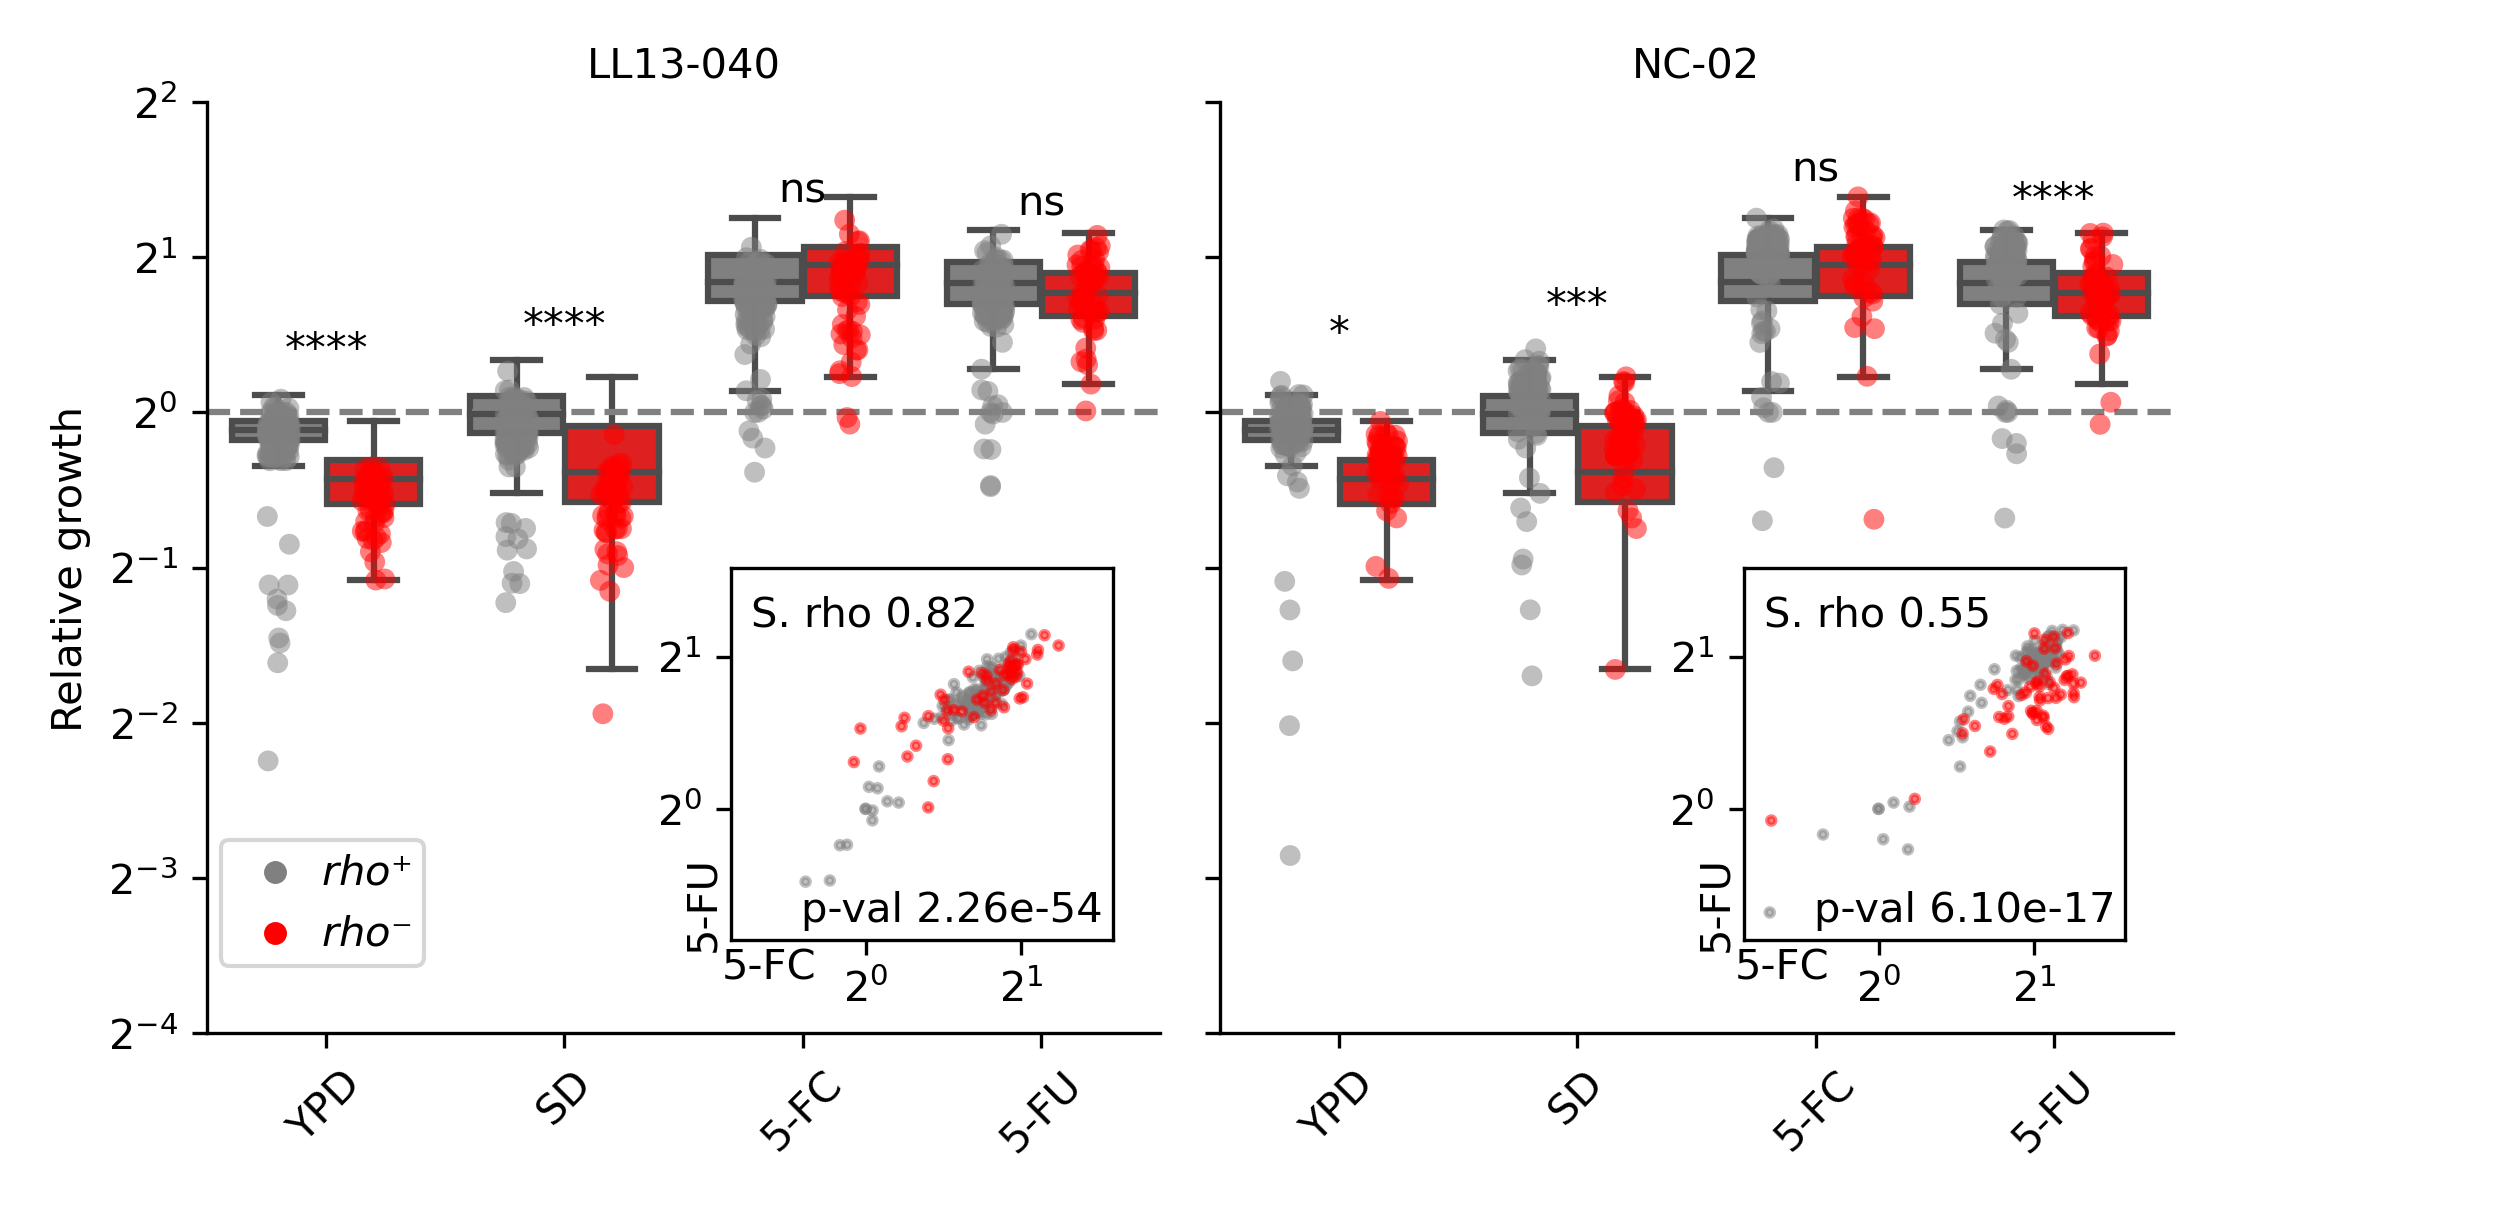 LL13-040
NC-02
Relative growth
2²
2¹
2⁰
2⁻¹
2⁻²
2⁻³
2⁻⁴
****
****
ns
ns
*
***
ns
****
rho⁺
rho⁻
S. rho 0.82
p-val 2.26e-54
2¹
2⁰
5-FU
5-FC
2⁰
2¹
S. rho 0.55
p-val 6.10e-17
2¹
2⁰
5-FU
5-FC
2⁰
2¹
YPD
SD
5-FC
5-FU
YPD
SD
5-FC
5-FU